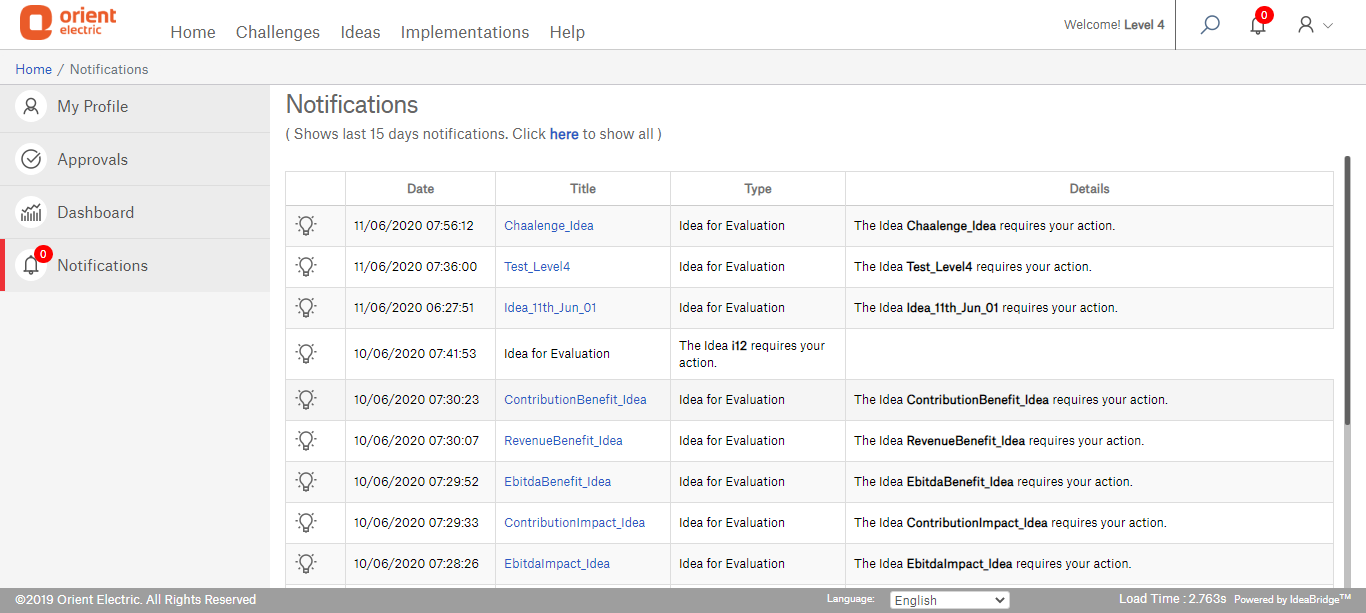 orient
electric
Home Challenges Ideas Implementations Help
Welcome! Level 4
0
Home / Notifications
My Profile
Approvals
Dashboard
0
Notifications
Notifications
( Shows last 15 days notifications. Click here to show all )
Date Title Type Details
11/06/2020 07:56:12 Chaalenge_Idea Idea for Evaluation The Idea Chaalenge_Idea requires your action.
11/06/2020 07:36:00 Test_Level4 Idea for Evaluation The Idea Test_Level4 requires your action.
11/06/2020 06:27:51 Idea_11th_Jun_01 Idea for Evaluation The Idea Idea_11th_Jun_01 requires your action.
10/06/2020 07:41:53 Idea for Evaluation The Idea i12 requires your
action.
10/06/2020 07:30:23 ContributionBenefit_Idea Idea for Evaluation The Idea ContributionBenefit_Idea requires your action.
10/06/2020 07:30:07 RevenueBenefit_Idea Idea for Evaluation The Idea RevenueBenefit_Idea requires your action.
10/06/2020 07:29:52 EbitdaBenefit_Idea Idea for Evaluation The Idea EbitdaBenefit_Idea requires your action.
10/06/2020 07:29:33 ContributionImpact_Idea Idea for Evaluation The Idea ContributionImpact_Idea requires your action.
10/06/2020 07:28:26 EbitdaImpact_Idea Idea for Evaluation The Idea EbitdaImpact_Idea requires your action.
©2019 Orient Electric. All Rights Reserved Language: English Load Time : 2.763s Powered by IdeaBridge™